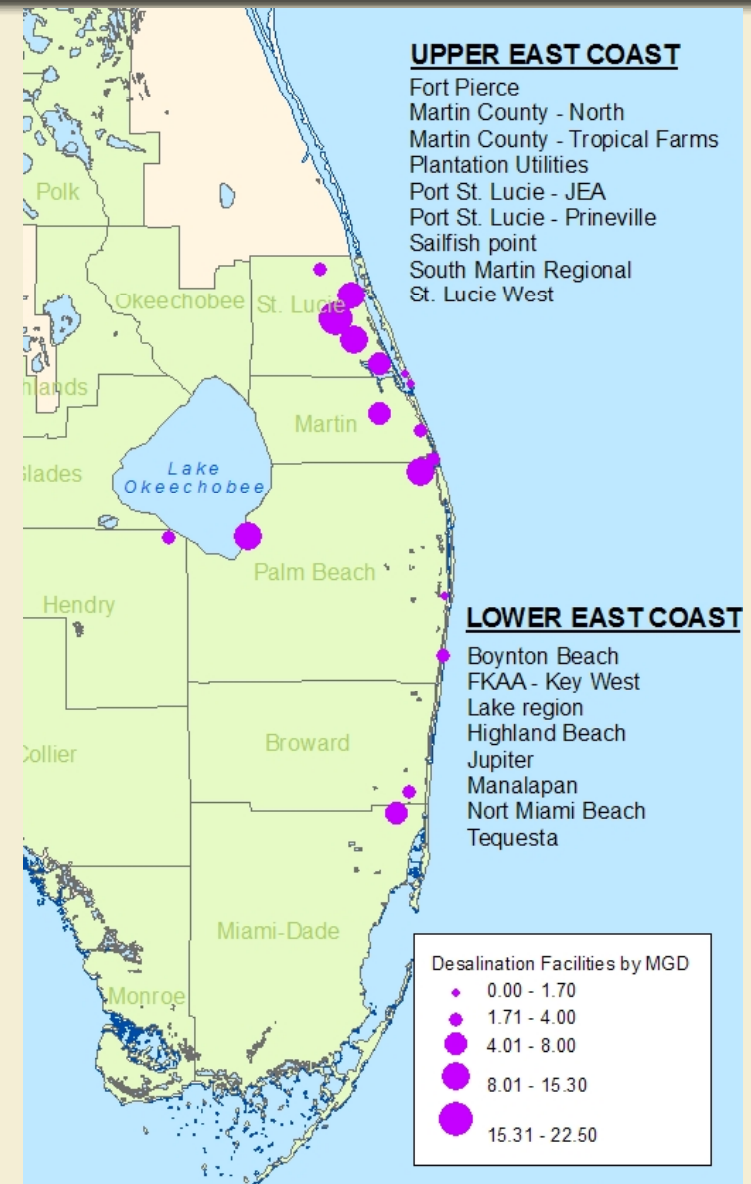 UPPER EAST COAST
Fort Pierce
Martin County - North
Martin County - Tropical Farms
Plantation Utilities
Port St. Lucie - JEA
Port St. Lucie - Prineville
Sailfish point
South Martin Regional
St. Lucie West
Polk
Okeechobee
St. Lucie
hlands
Martin
Glades
Lake
Okeechobee
Palm Beach
Hendry
LOWER EAST COAST
Boynton Beach
FKAA - Key West
Lake region
Highland Beach
Jupiter
Manalapan
Nort Miami Beach
Tequesta
Broward
Collier
Miami-Dade
Monroe
Desalination Facilities by MGD
0.00 - 1.70
1.71 - 4.00
4.01 - 8.00
8.01 - 15.30
15.31 - 22.50